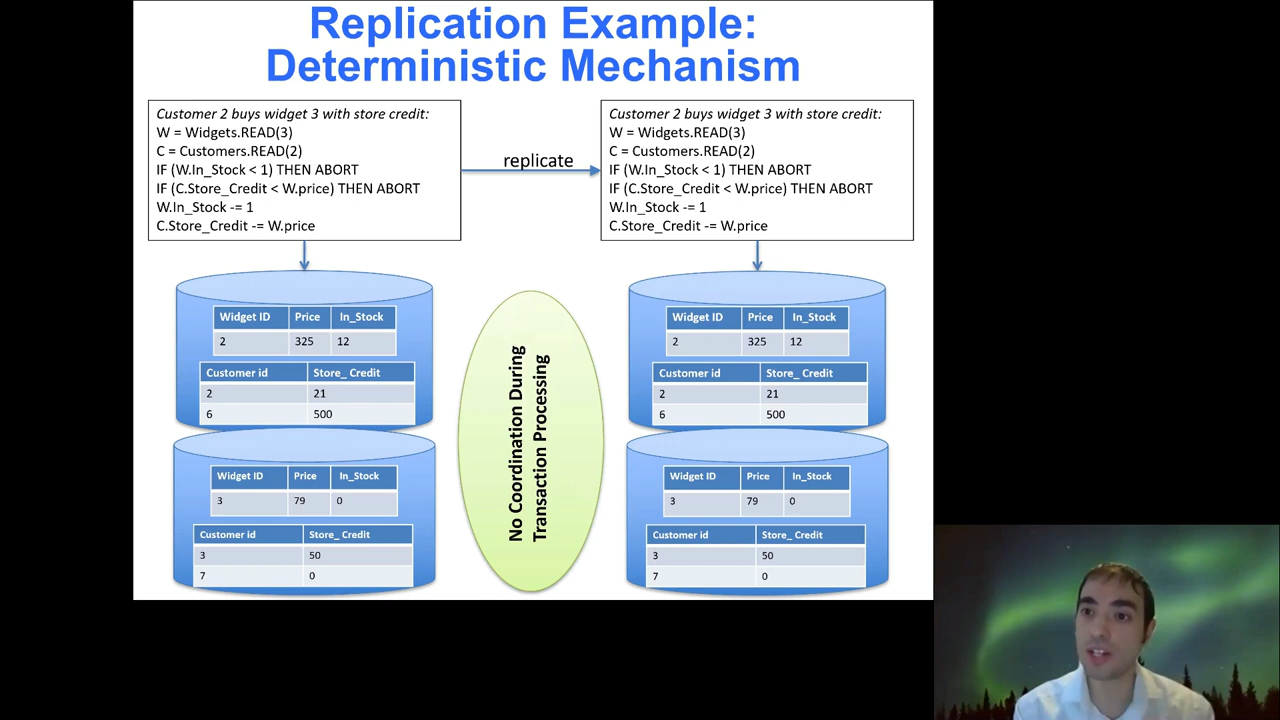 Replication Example:
Deterministic Mechanism
Customer 2 buys widget 3 with store credit:
W = Widgets.READ(3)
C = Customers.READ(2)
IF (W.In_Stock < 1) THEN ABORT
IF (C.Store_Credit < W.price) THEN ABORT
W.In_Stock -= 1
C.Store_Credit -= W.price
replicate
Customer 2 buys widget 3 with store credit:
W = Widgets.READ(3)
C = Customers.READ(2)
IF (W.In_Stock < 1) THEN ABORT
IF (C.Store_Credit < W.price) THEN ABORT
W.In_Stock -= 1
C.Store_Credit -= W.price
Widget ID Price In_Stock
2 325 12
Customer id Store_ Credit
2 21
6 500
Widget ID Price In_Stock
3 79 0
Customer id Store_ Credit
3 50
7 0
No Coordination During
Transaction Processing
Widget ID Price In_Stock
2 325 12
Customer id Store_ Credit
2 21
6 500
Widget ID Price In_Stock
3 79 0
Customer id Store_ Credit
3 50
7 0